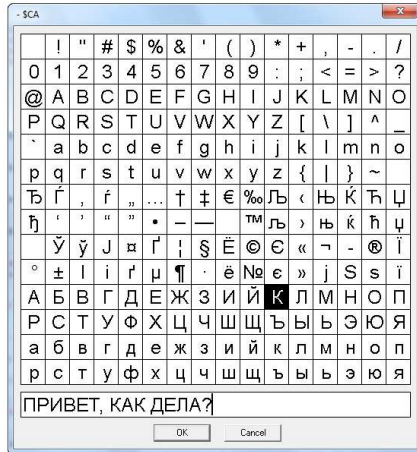 - $CA
! " # $ % & ' ( ) * + , - . /
0 1 2 3 4 5 6 7 8 9 : ; < = > ?
@ A B C D E F G H I J K L M N O
P Q R S T U V W X Y Z [ \ ] ^ _
` a b c d e f g h i j k l m n o
p q r s t u v w x y z { | } ~
Ђ Ѓ ‚ ѓ „ … † ‡ € ‰ Љ ‹ Њ Ќ Ћ Џ
ђ ‘ ’ “ ” • – — ™ љ › њ ќ ћ џ
Ў ў Ј ¤ Ґ ¦ § Ё © Є « ¬ - ® Ї
° ± І і ґ µ ¶ · ё № є » ј Ѕ ѕ ї
А Б В Г Д Е Ж З И Й К Л М Н О П
Р С Т У Ф Х Ц Ч Ш Щ Ъ Ы Ь Э Ю Я
а б в г д е ж з и й к л м н о п
р с т у ф х ц ч ш щ ъ ы ь э ю я
ПРИВЕТ, КАК ДЕЛА?
OK Cancel